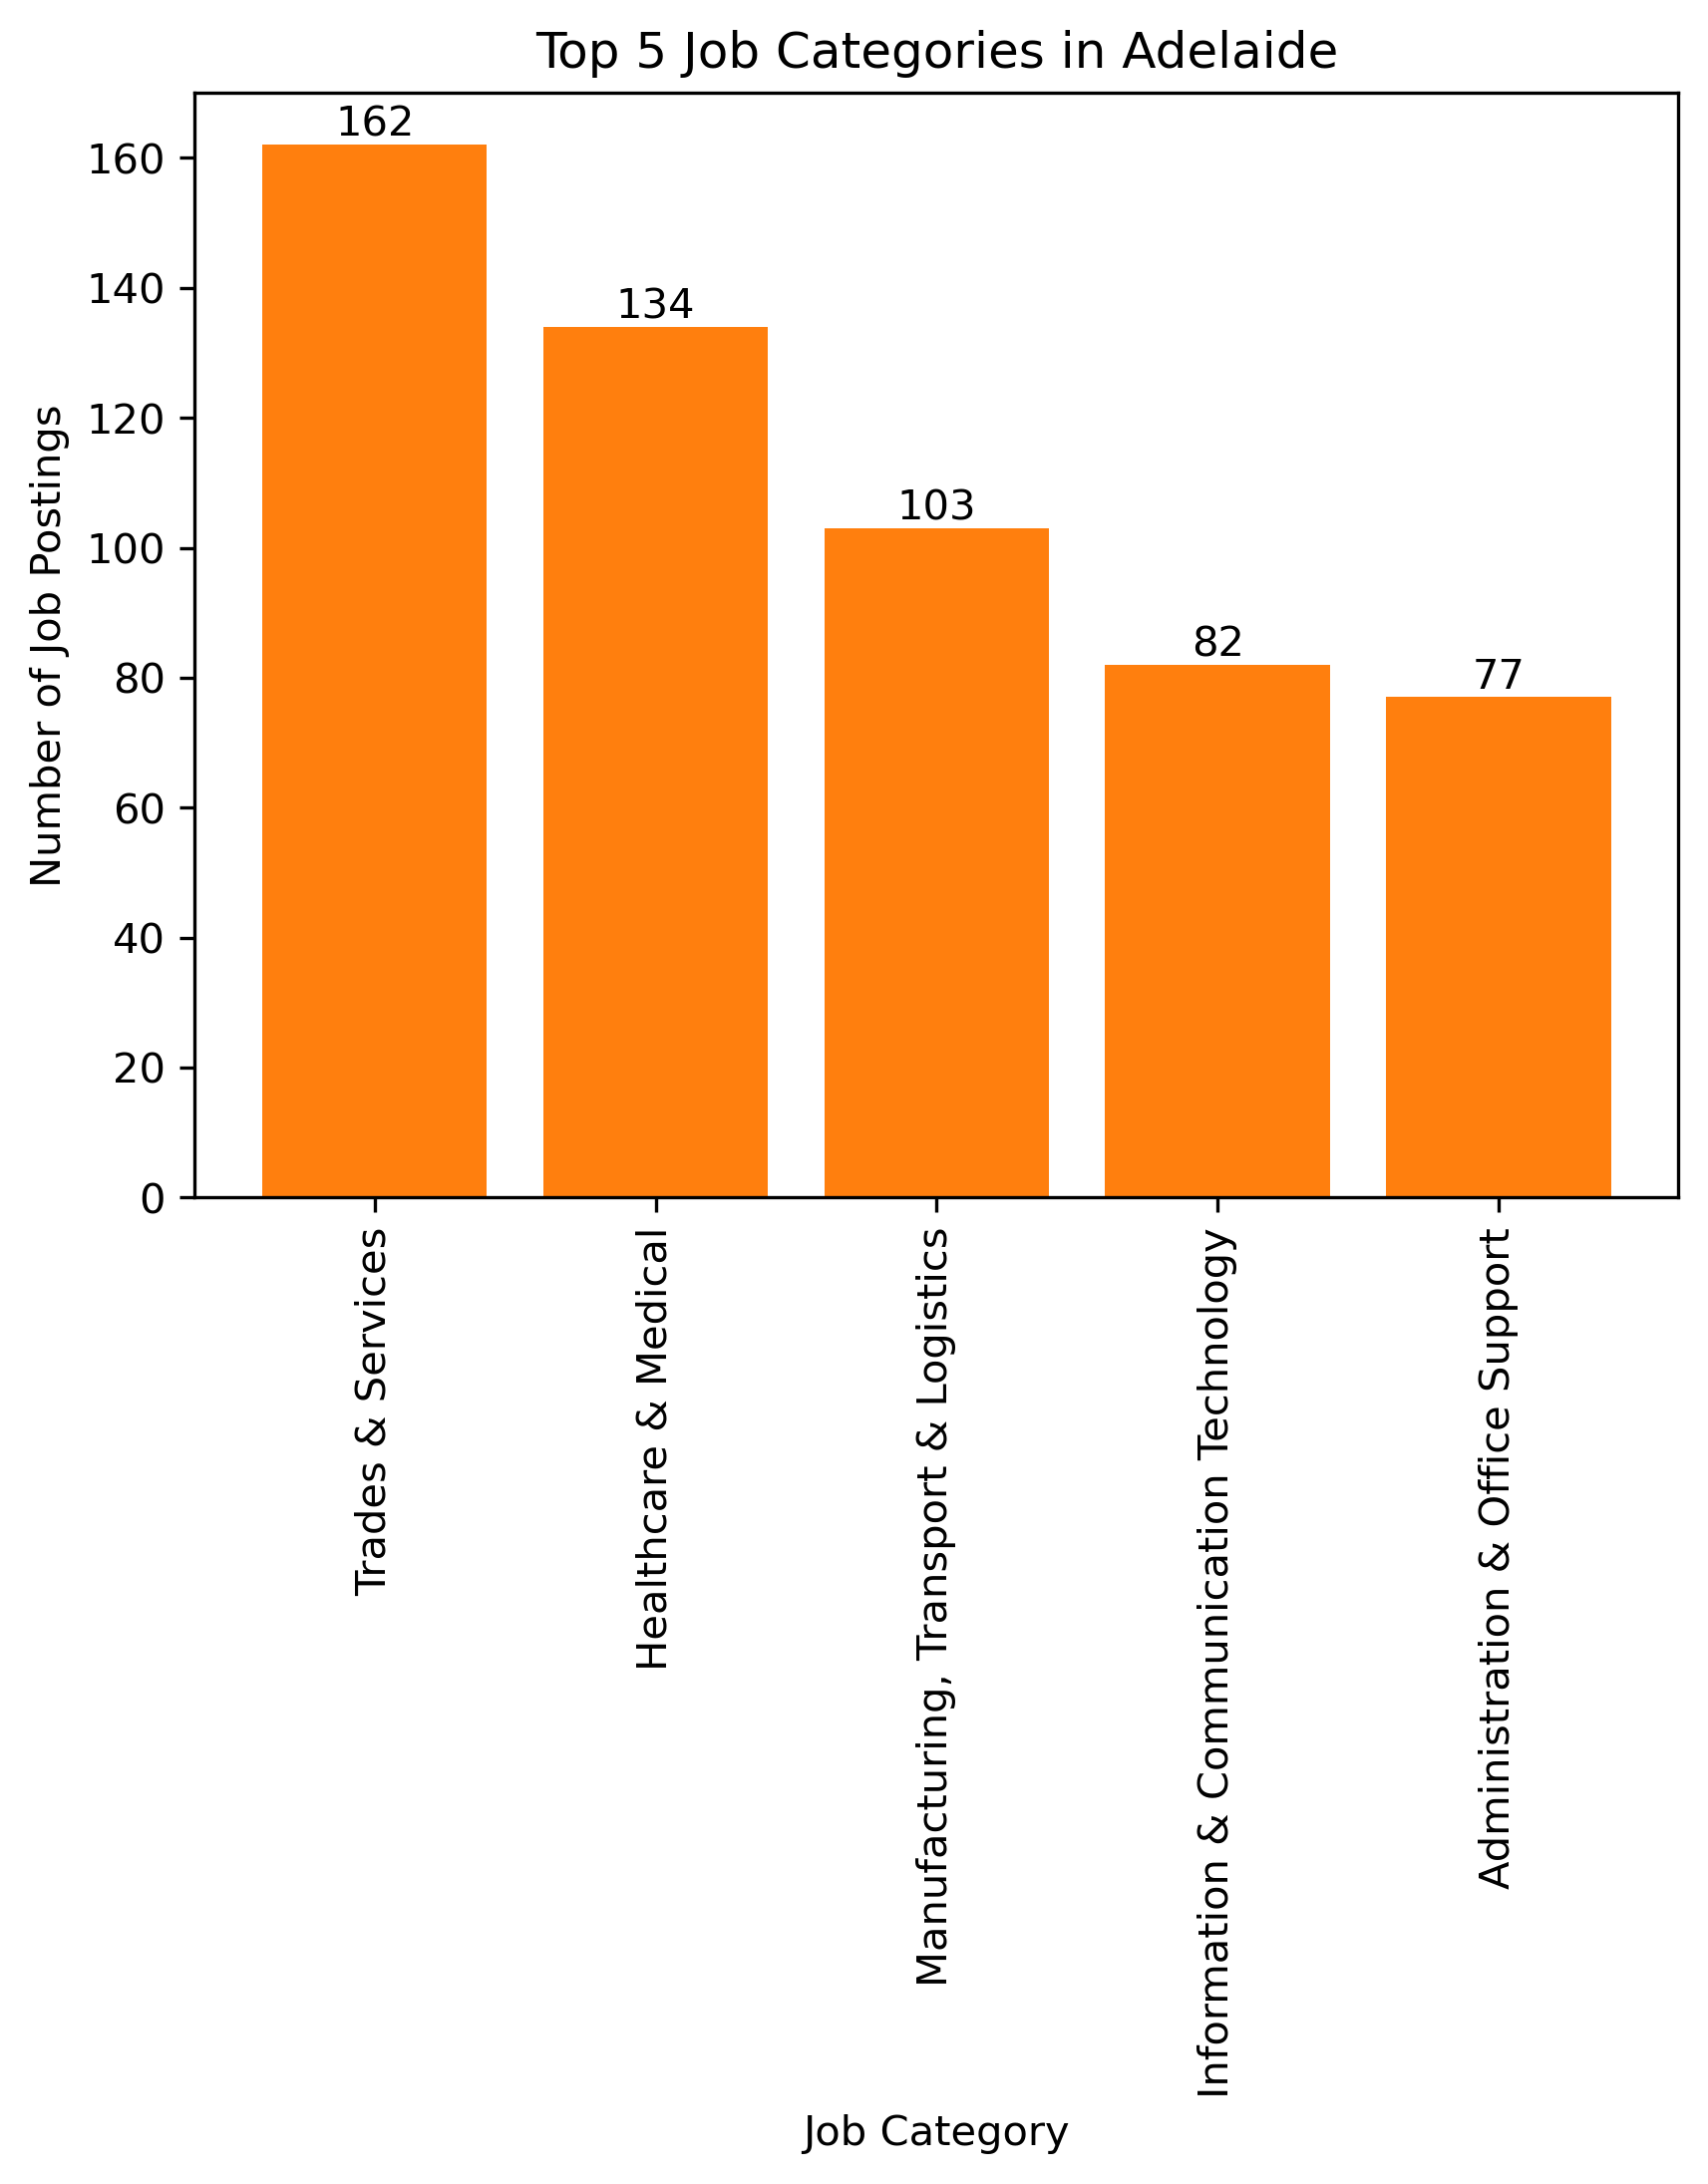 Top 5 Job Categories in Adelaide
Number of Job Postings
160
140
120
100
80
60
40
20
0
162
134
103
82
77
Trades & Services
Healthcare & Medical
Manufacturing, Transport & Logistics
Information & Communication Technology
Administration & Office Support
Job Category